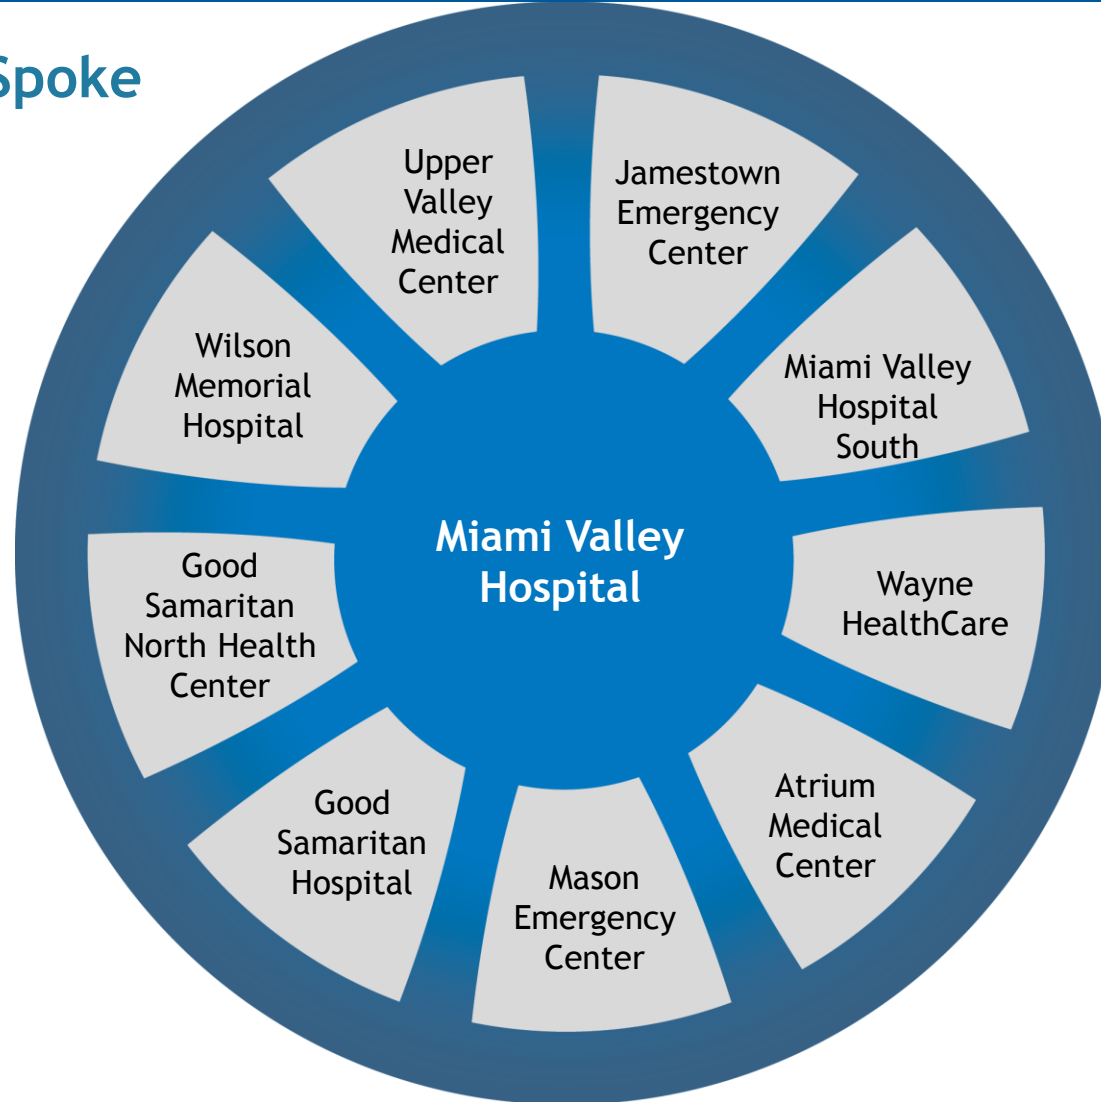 Spoke
Upper
Valley
Medical
Center
Jamestown
Emergency
Center
Miami Valley
Hospital
South
Wayne
HealthCare
Atrium
Medical
Center
Mason
Emergency
Center
Good
Samaritan
Hospital
Good
Samaritan
North Health
Center
Wilson
Memorial
Hospital
Miami Valley
Hospital